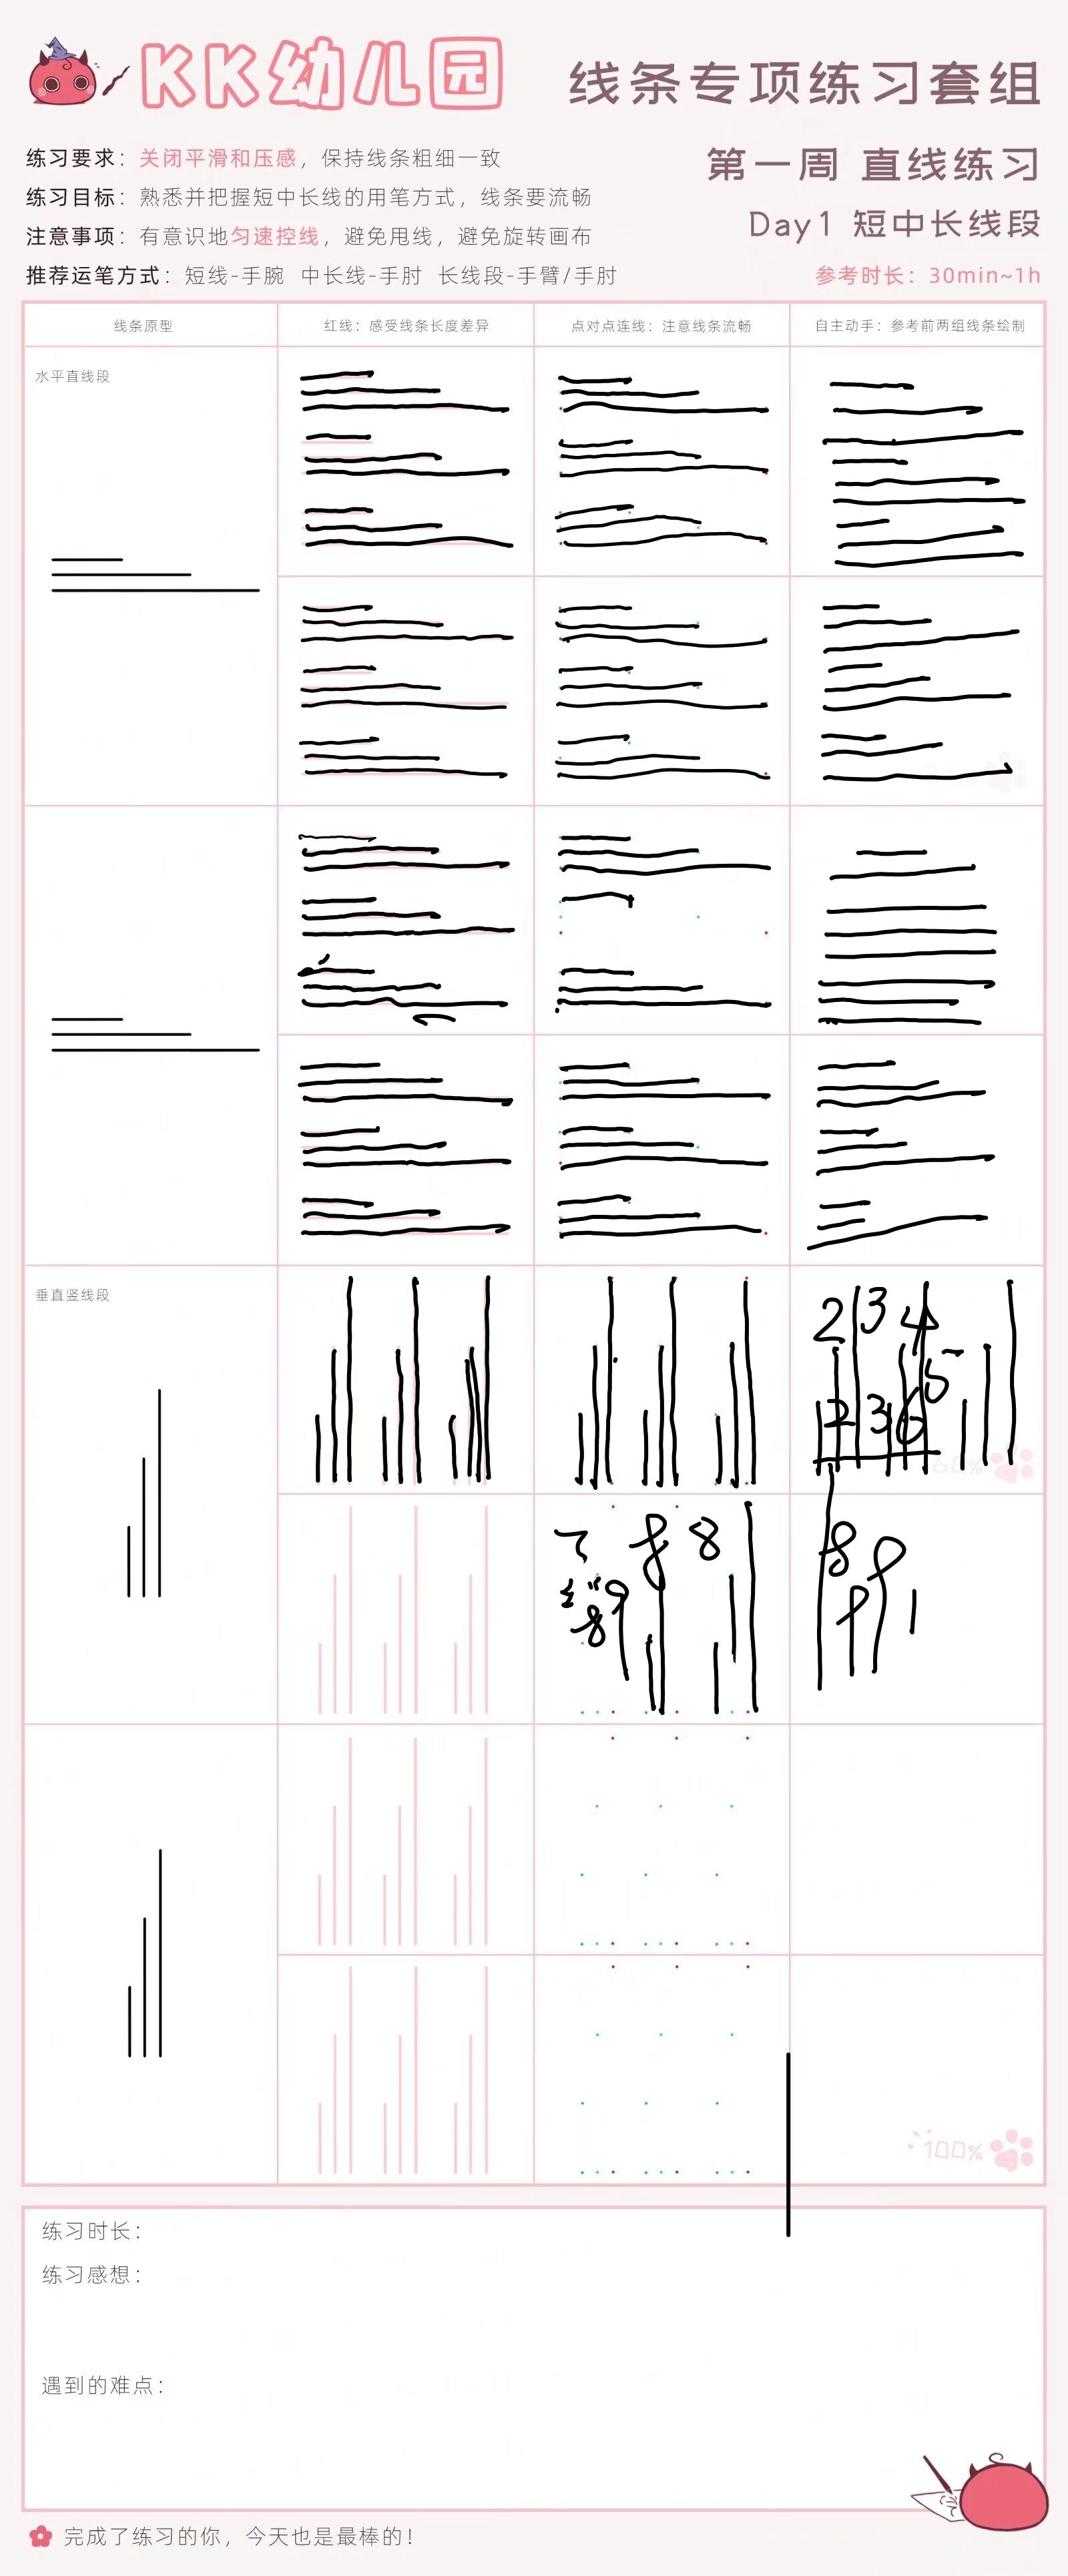 KK幼儿园
线条专项练习套组
练习要求：关闭平滑和压感，保持线条粗细一致
练习目标：熟悉并把握短中长线的用笔方式，线条要流畅
注意事项：有意识地匀速控线，避免甩线，避免旋转画布
推荐运笔方式：短线-手腕 中长线-手肘 长线段-手臂/手肘
第一周 直线练习
Day1 短中长线段
参考时长：30min~1h
线条原型
红线：感受线条长度差异
点对点连线：注意线条流畅
自主动手：参考前两组线条绘制
水平直线段
垂直竖线段
2 3 4
5
2 3 6
60%
8 8
8
8
100%
练习时长：
练习感想：
遇到的难点：
完成了练习的你，今天也是最棒的！